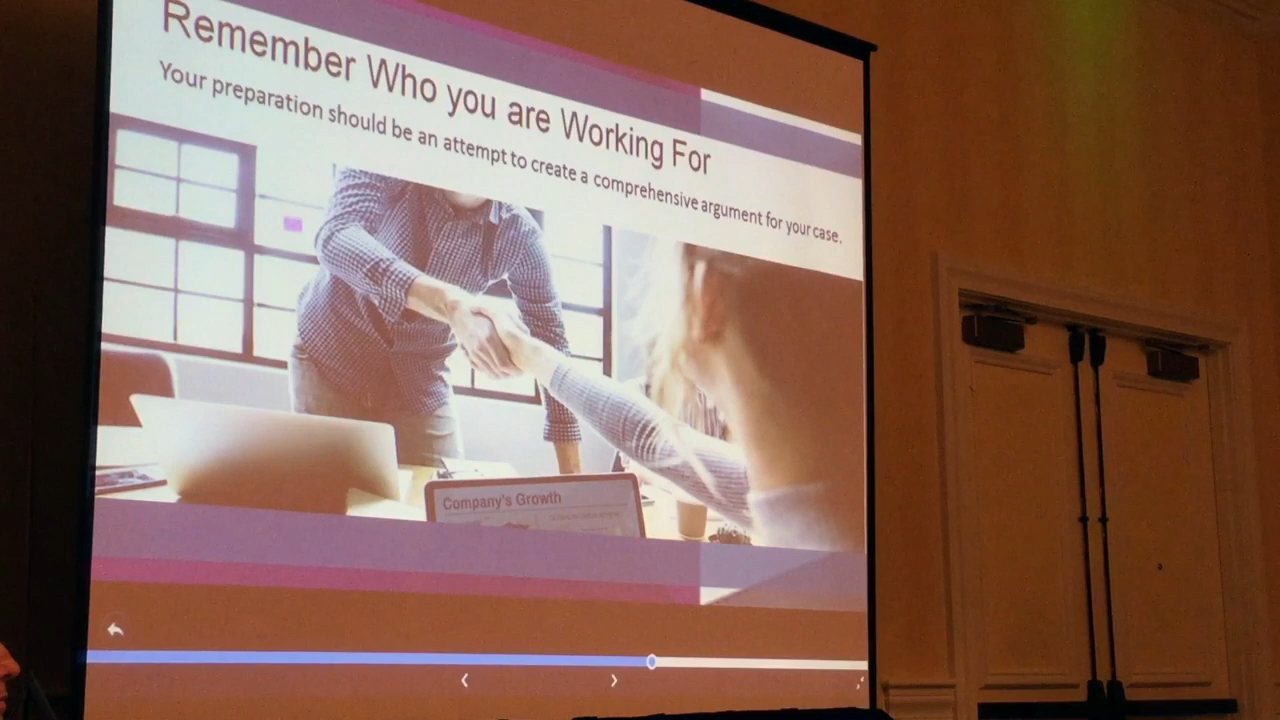 Remember Who you are Working For
Your preparation should be an attempt to create a comprehensive argument for your case.
Company's Growth